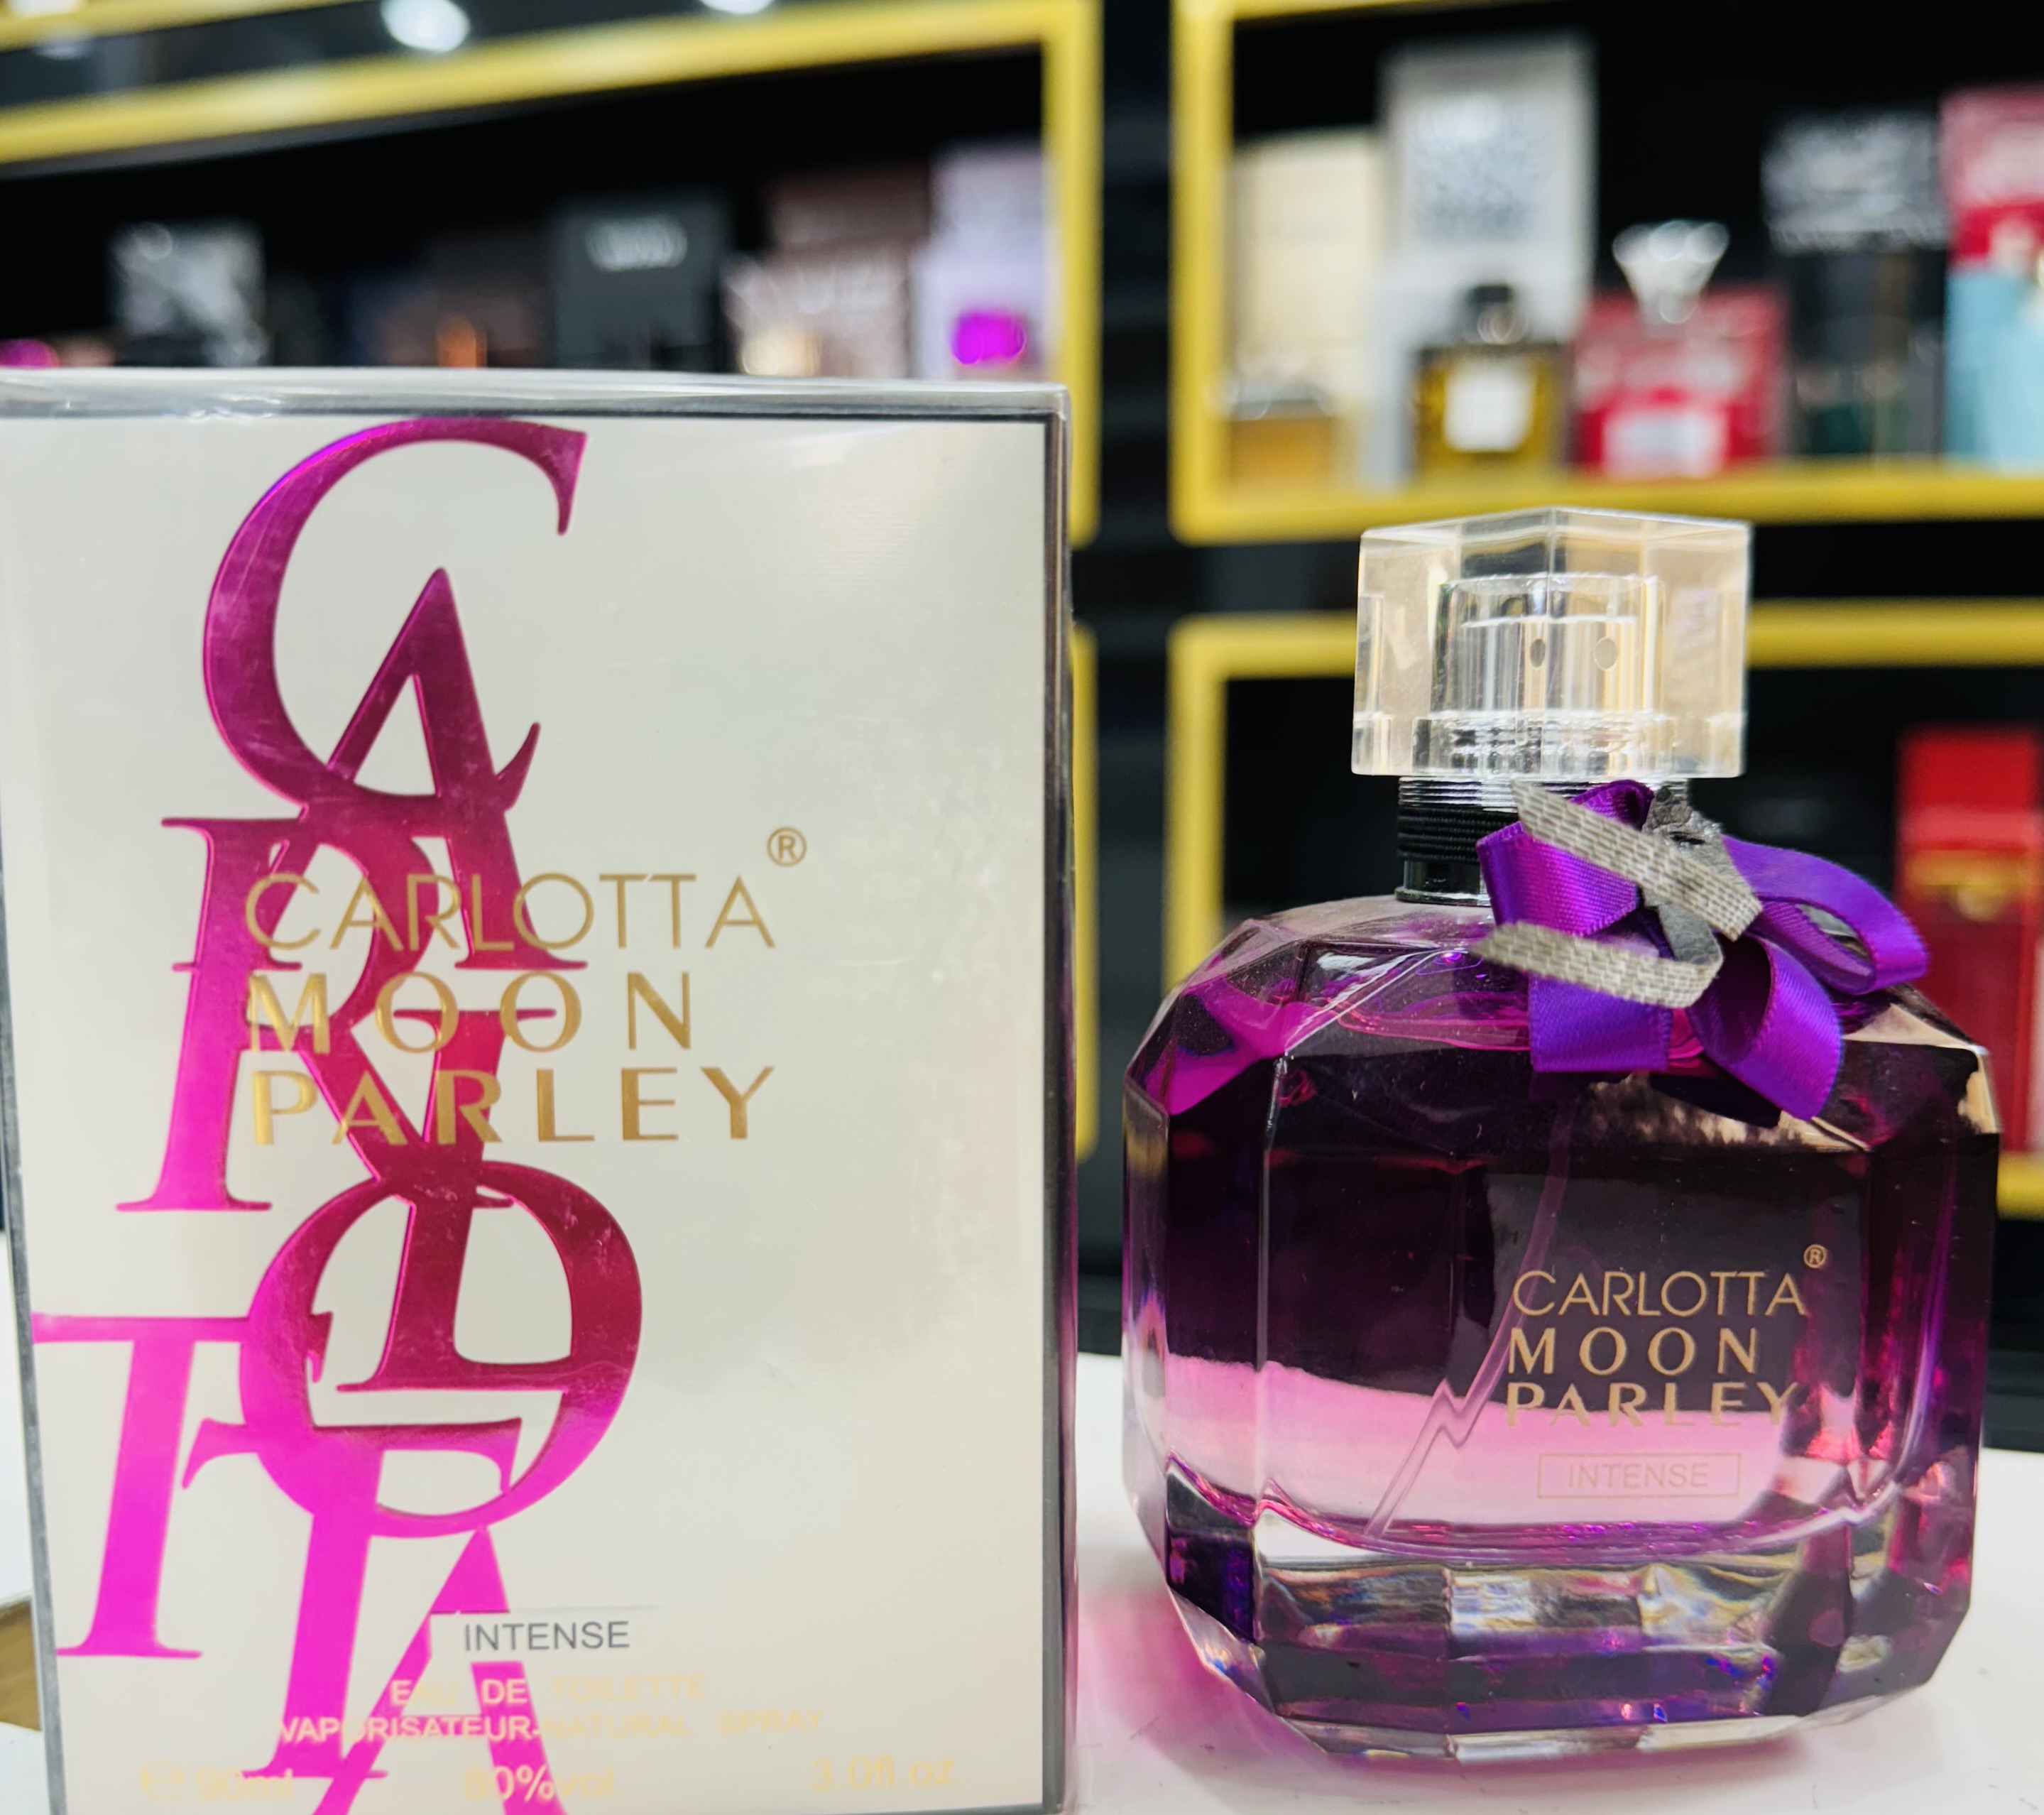 CARLOTTA
CARLOTTA ®
MOON
PARLEY
INTENSE
EAU DE TOILETTE
VAPORISATEUR-NATURAL SPRAY
e 90ml 80%vol 3.0fl.oz
CARLOTTA ®
MOON
PARLEY
INTENSE